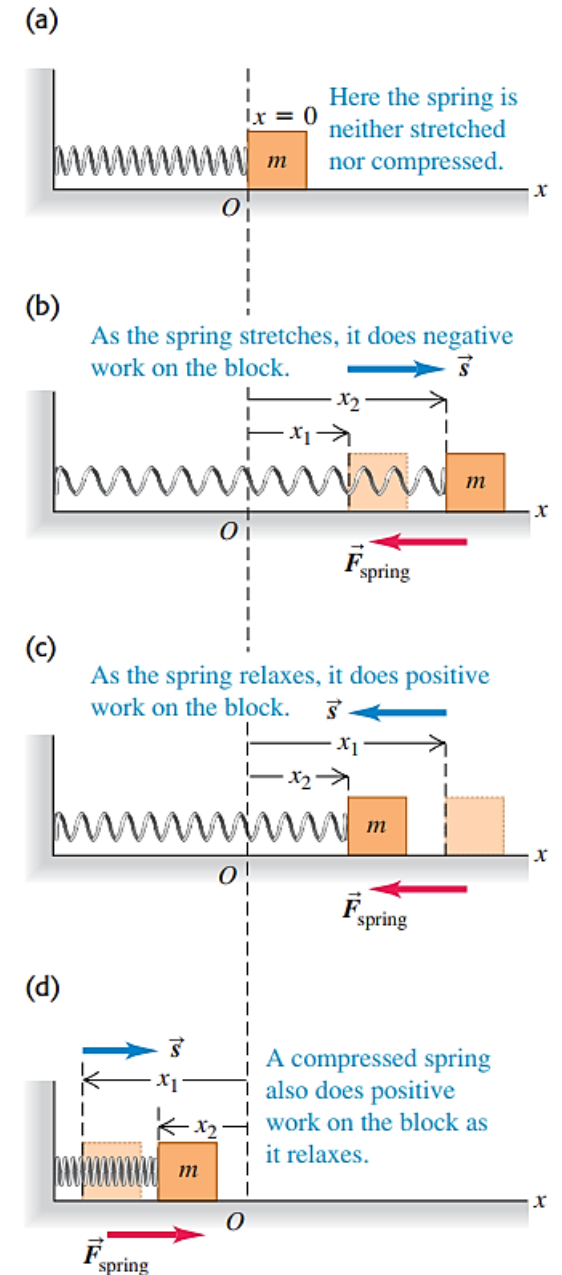 (a)
Here the spring is
x = 0 neither stretched
m nor compressed.
x
O
(b)
As the spring stretches, it does negative
work on the block. s⃗
x₂
x₁
m
x
O
F⃗spring
(c)
As the spring relaxes, it does positive
work on the block. s⃗
x₁
x₂
m
x
O
F⃗spring
(d)
s⃗
A compressed spring
x₁ also does positive
x₂ work on the block as
it relaxes.
m
x
O
F⃗spring